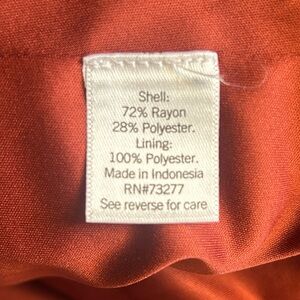 Shell:
72% Rayon
28% Polyester.
Lining:
100% Polyester.
Made in Indonesia
RN#73277
See reverse for care